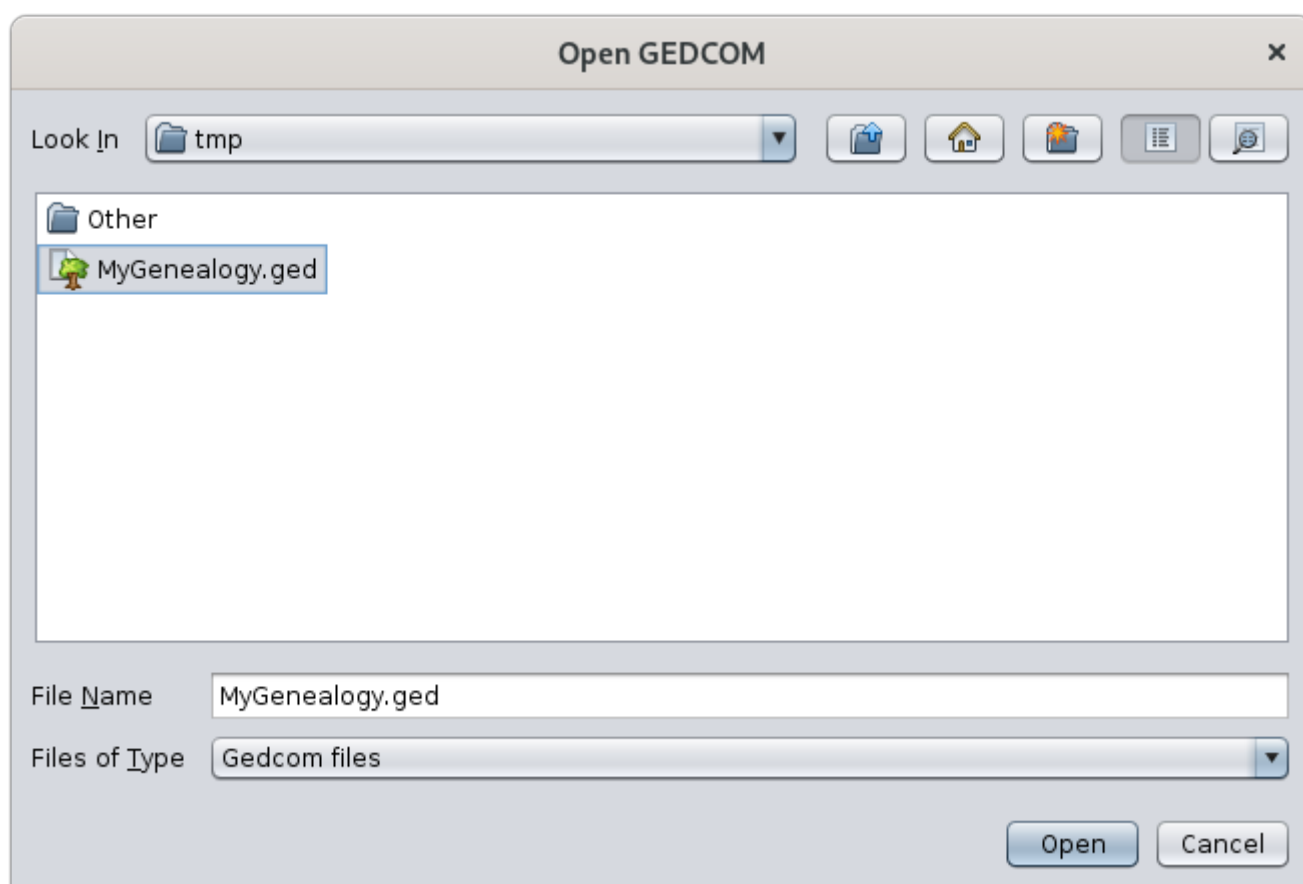 Open GEDCOM
Look In tmp
Other
MyGenealogy.ged
File Name MyGenealogy.ged
Files of Type Gedcom files
Open Cancel